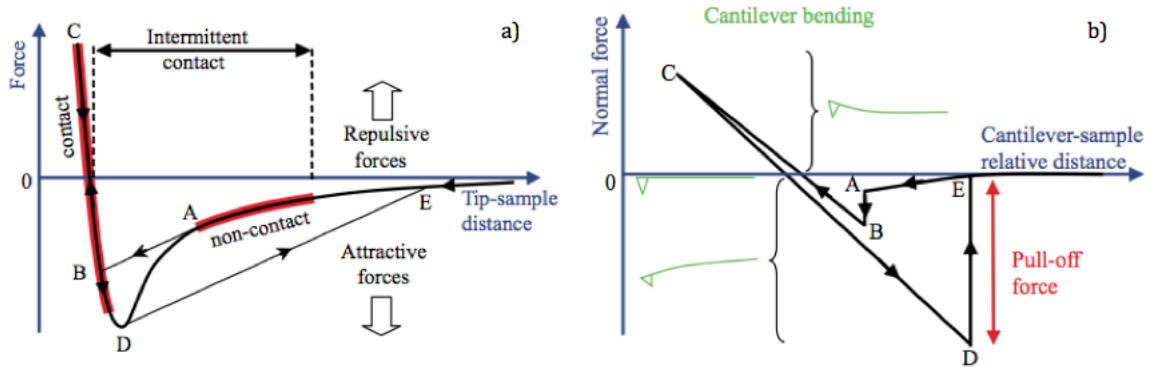 a)
C
Intermittent
contact
Force
contact
Repulsive
forces
0
E
Tip-sample
distance
A
non-contact
B
Attractive
forces
D
Cantilever bending
b)
Normal force
C
Cantilever-sample
relative distance
0
A
E
B
Pull-off
force
D